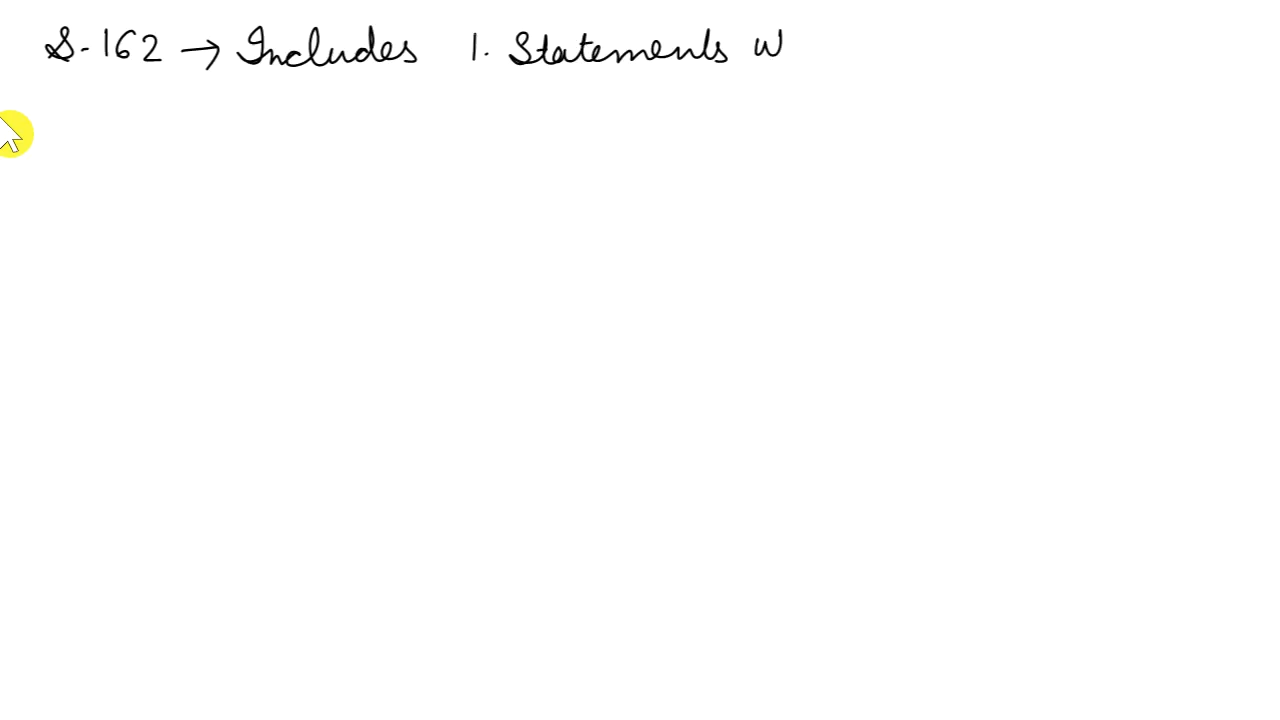 S-162 → Includes 1. Statements w